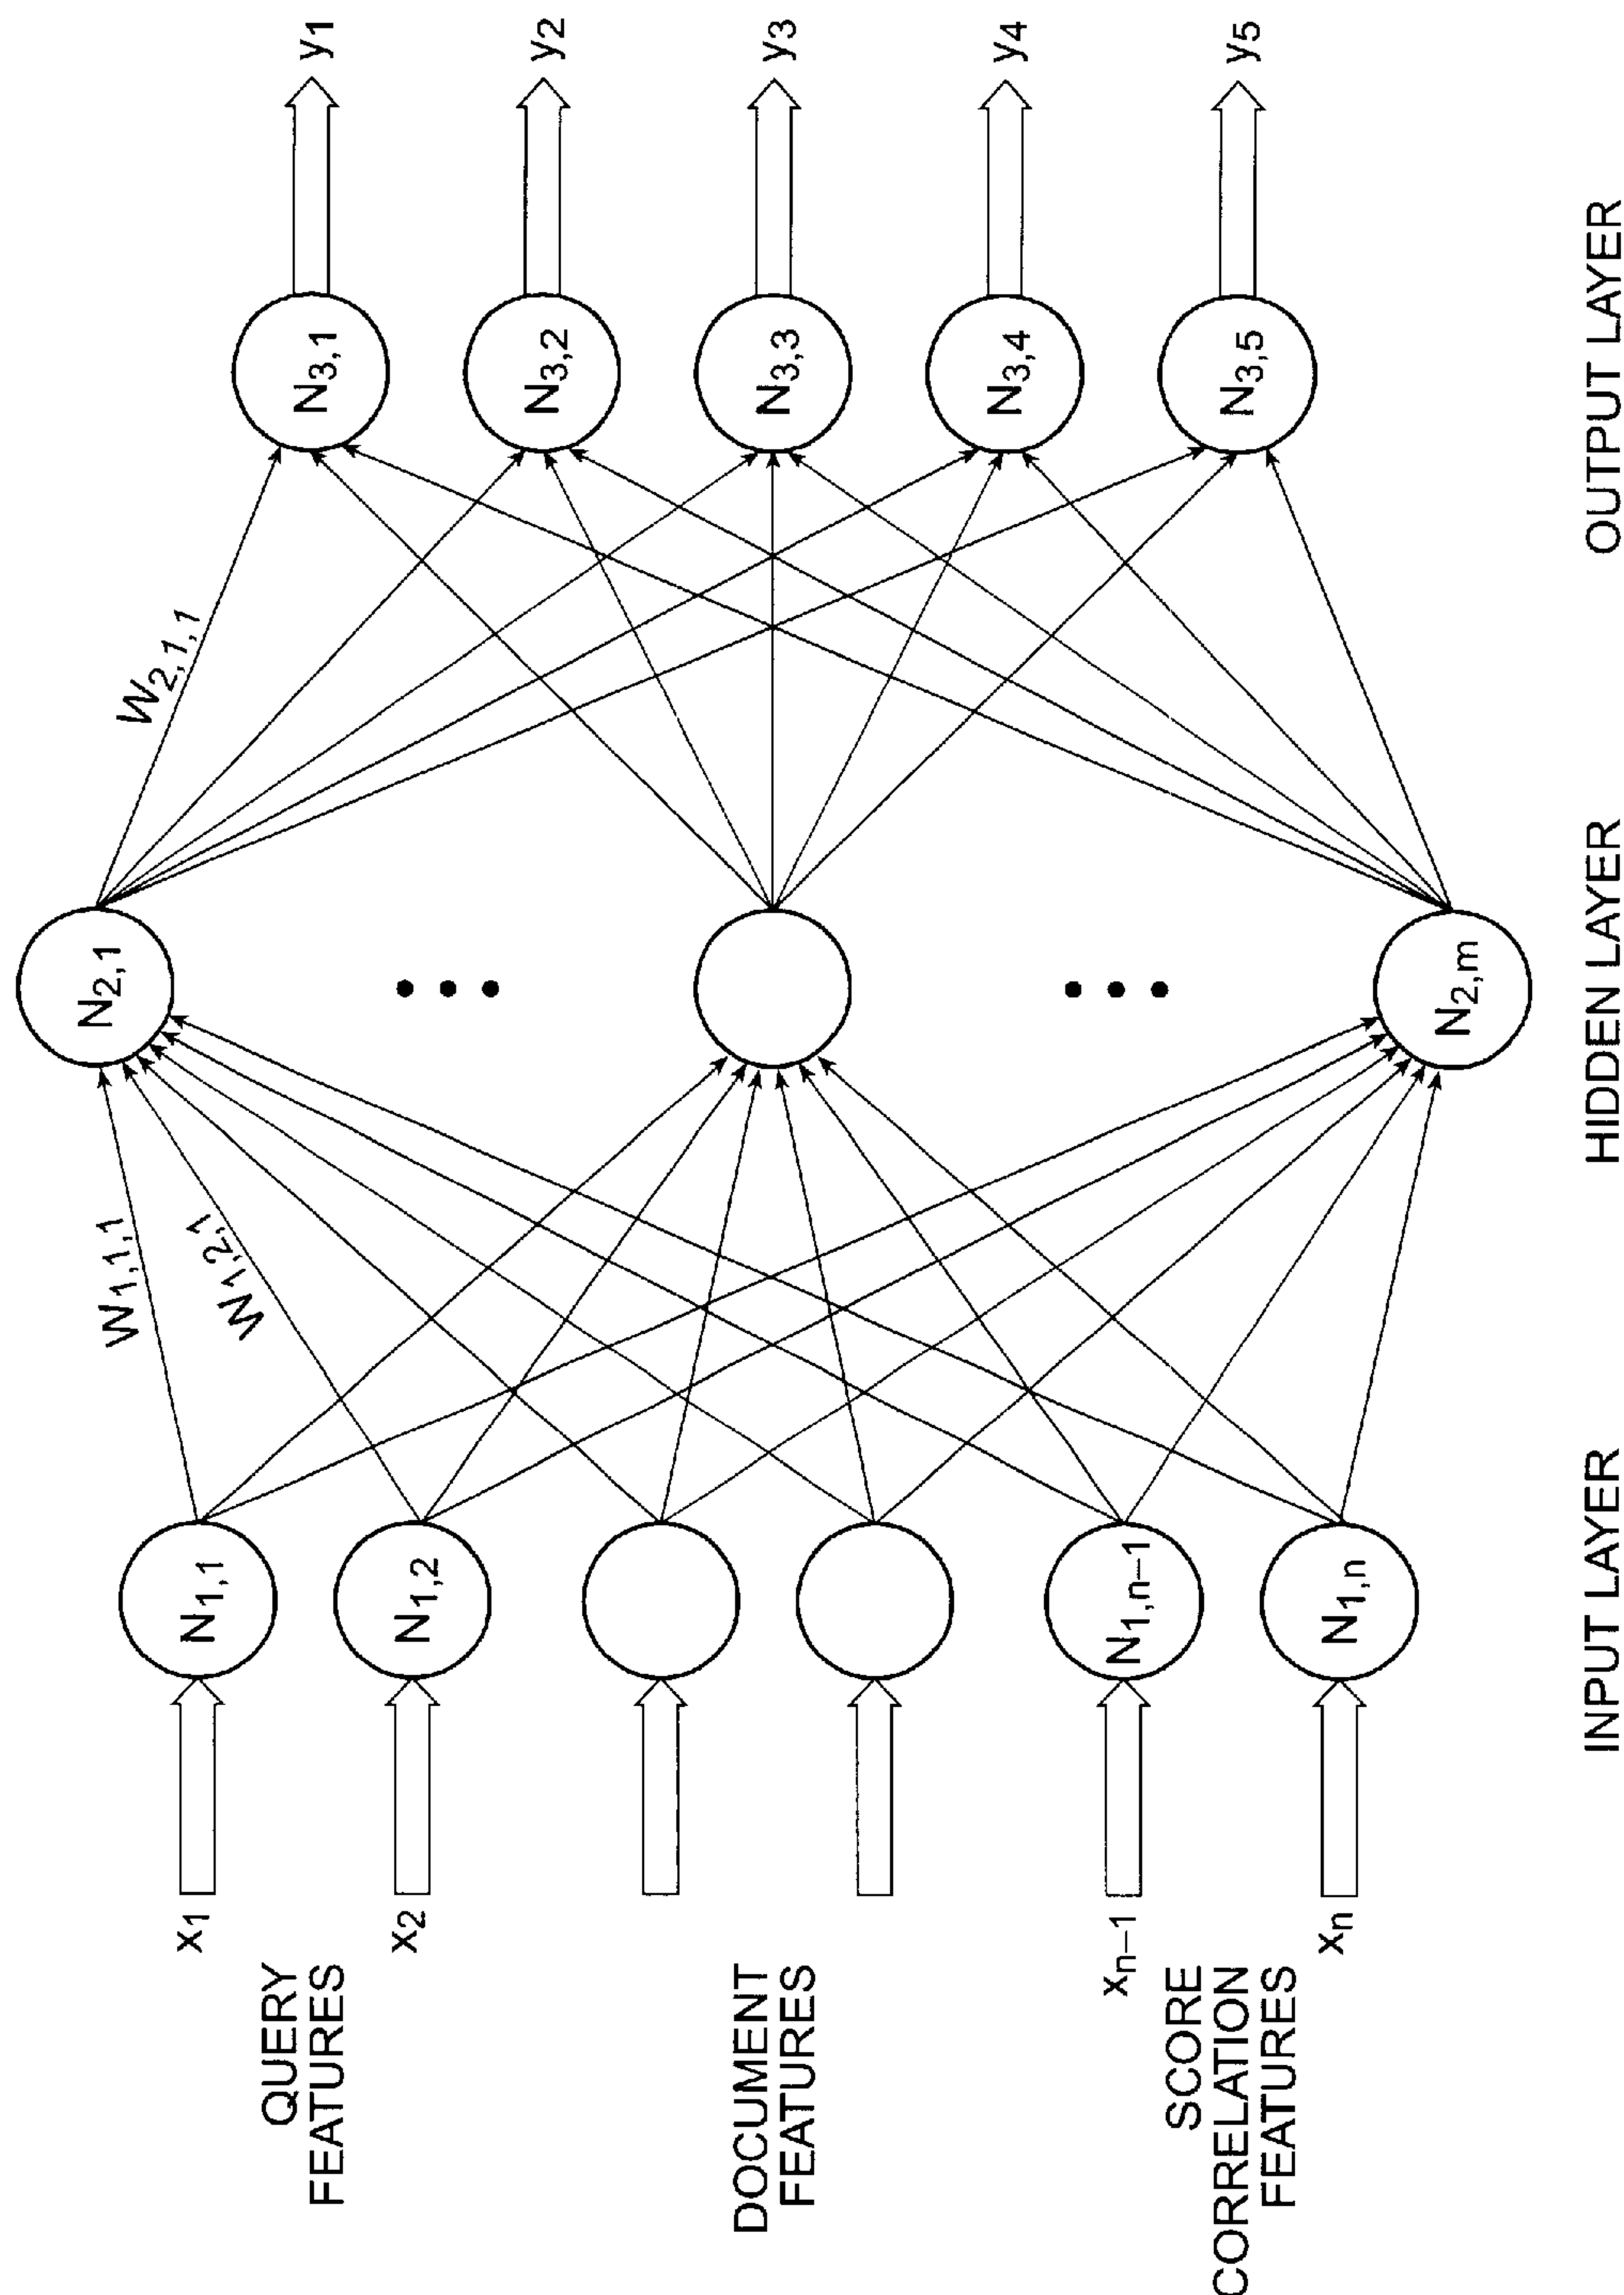 QUERY
FEATURES
DOCUMENT
FEATURES
SCORE
CORRELATION
FEATURES
x1
x2
xn−1
xn
N1,1
N1,2
N1,n−1
N1,n
INPUT LAYER
W1,1,1
W1,2,1
N2,1
N2,m
HIDDEN LAYER
W2,1,1
N3,1
N3,2
N3,3
N3,4
N3,5
OUTPUT LAYER
y1
y2
y3
y4
y5